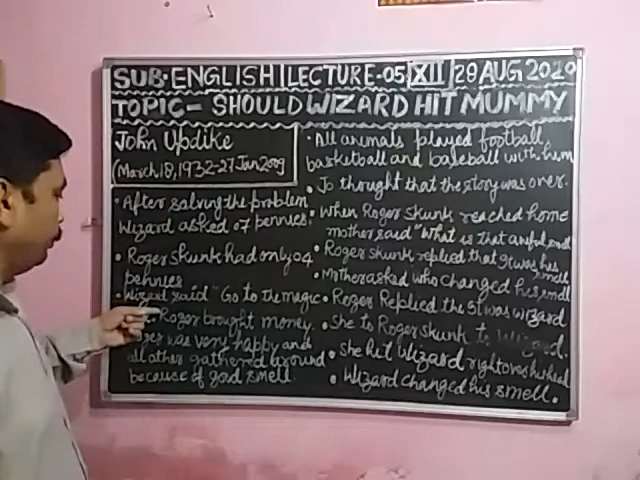 SUB. ENGLISH | LECTURE-05 | XII | 28 AUG 2020
TOPIC - SHOULD WIZARD HIT MUMMY
John Updike
(March 18, 1932 - 27 Jan 2009
• After solving the problem
Wizard asked 07 pennies.
• Roger skunk had only 04
pennies
• Wizard said "Go to the magic
Roger brought money.
was very happy and
all other gathered around
because of good smell.
• All animals played football,
basketball and baseball with him
• Jo thought that the story was over.
• When Roger Skunk reached home
mother said "What is that awful smell
• Roger skunk replied that it was his smell
• Mother asked who changed his smell
• Roger Replied the it was wizard
• She to Roger skunk to Wizard.
• She hit Wizard right over his head
• Wizard changed his smell.